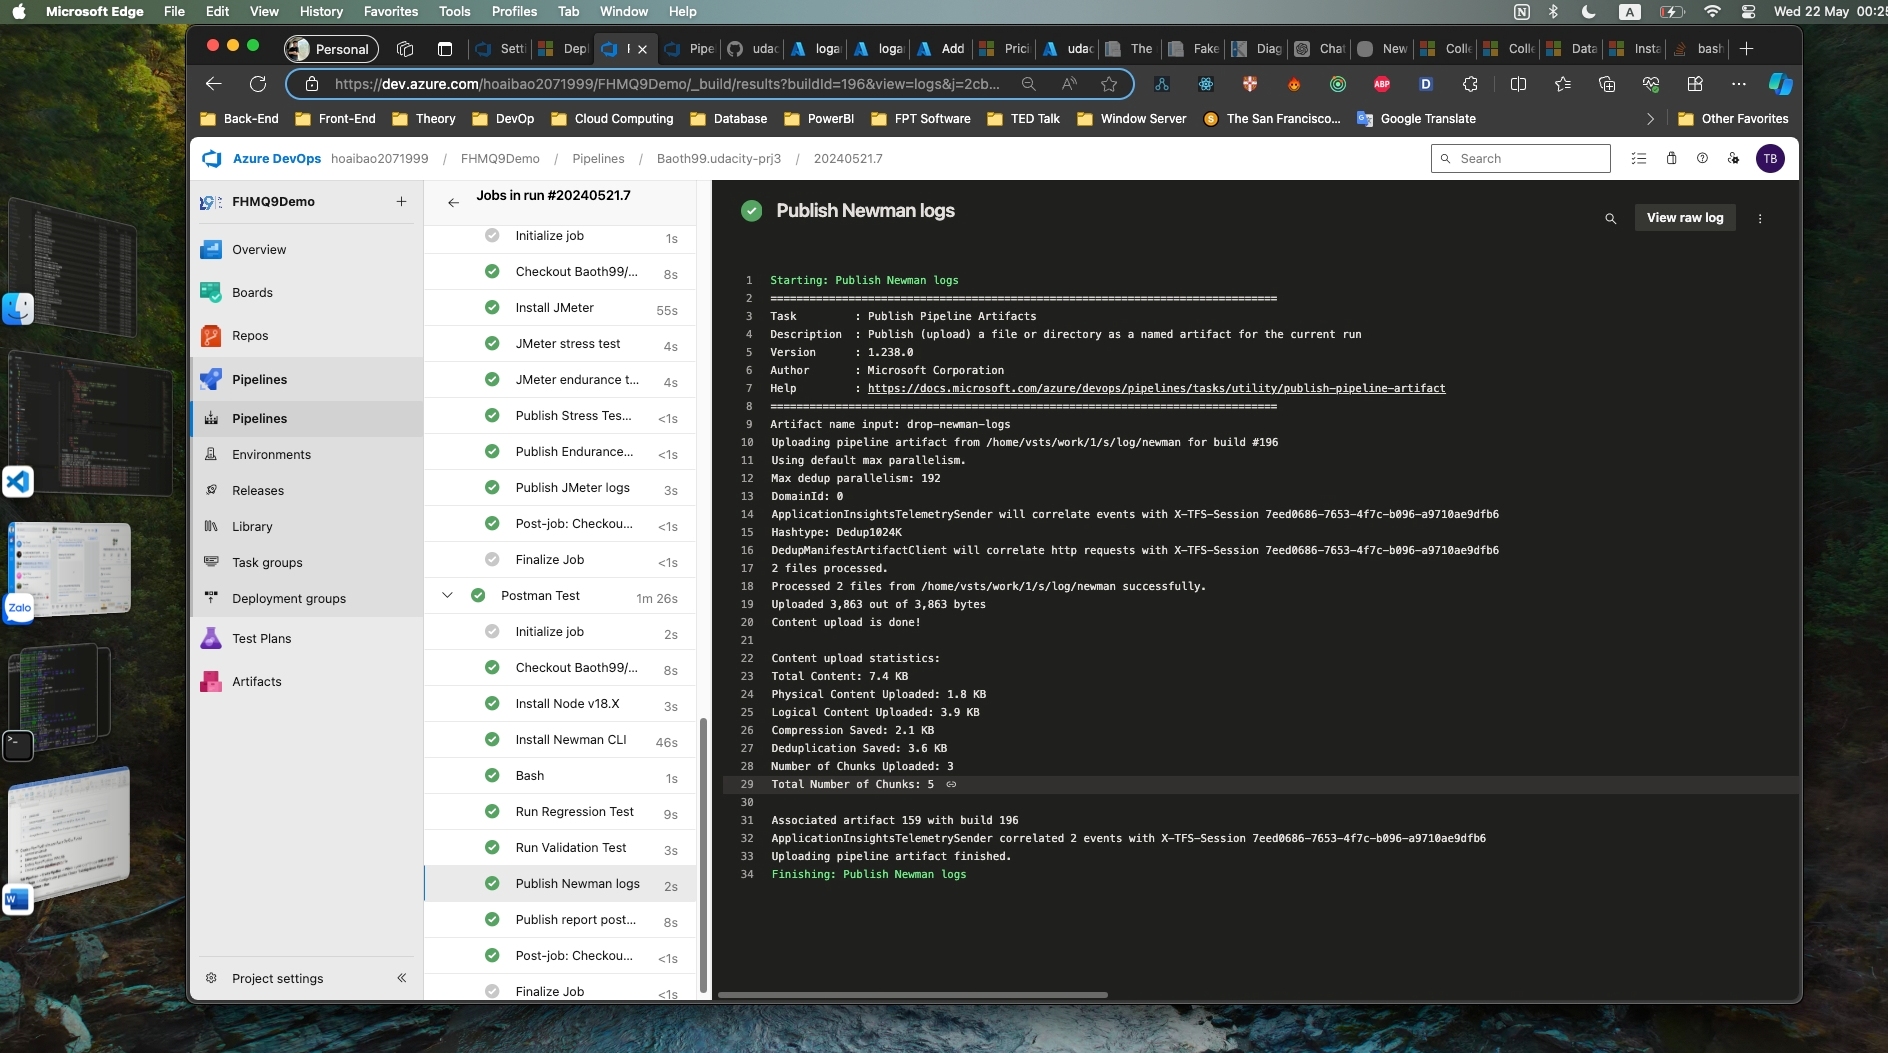 Microsoft Edge File Edit View History Favorites Tools Profiles Tab Window Help
A
Wed 22 May 00:2
Personal
Setti
Dep
Pipe
udac
logar
logar
Add
Prici
udac
The
Fake
Diag
Chat
New
Colle
Colle
Data
Insta
bash
https://dev.azure.com/hoaibao2071999/FHMQ9Demo/_build/results?buildId=196&view=logs&j=2cb...
ABP
D
Back-End
Front-End
Theory
DevOp
Cloud Computing
Database
PowerBI
FPT Software
TED Talk
Window Server
The San Francisco...
Google Translate
Other Favorites
Azure DevOps hoaibao2071999 / FHMQ9Demo / Pipelines / Baoth99.udacity-prj3 / 20240521.7
Search
TB
FHMQ9Demo
Overview
Boards
Repos
Pipelines
Pipelines
Environments
Releases
Library
Task groups
Deployment groups
Test Plans
Artifacts
Project settings
Jobs in run #20240521.7
Initialize job 1s
Checkout Baoth99/... 8s
Install JMeter 55s
JMeter stress test 4s
JMeter endurance t... 4s
Publish Stress Tes... <1s
Publish Endurance... <1s
Publish JMeter logs 3s
Post-job: Checkou... <1s
Finalize Job <1s
Postman Test 1m 26s
Initialize job 2s
Checkout Baoth99/... 8s
Install Node v18.X 3s
Install Newman CLI 46s
Bash 1s
Run Regression Test 9s
Run Validation Test 3s
Publish Newman logs 2s
Publish report post... 8s
Post-job: Checkou... <1s
Finalize Job <1s
Publish Newman logs
View raw log
1 Starting: Publish Newman logs
2 ==============================================================================
3 Task : Publish Pipeline Artifacts
4 Description : Publish (upload) a file or directory as a named artifact for the current run
5 Version : 1.238.0
6 Author : Microsoft Corporation
7 Help : https://docs.microsoft.com/azure/devops/pipelines/tasks/utility/publish-pipeline-artifact
8 ==============================================================================
9 Artifact name input: drop-newman-logs
10 Uploading pipeline artifact from /home/vsts/work/1/s/log/newman for build #196
11 Using default max parallelism.
12 Max dedup parallelism: 192
13 DomainId: 0
14 ApplicationInsightsTelemetrySender will correlate events with X-TFS-Session 7eed0686-7653-4f7c-b096-a9710ae9dfb6
15 Hashtype: Dedup1024K
16 DedupManifestArtifactClient will correlate http requests with X-TFS-Session 7eed0686-7653-4f7c-b096-a9710ae9dfb6
17 2 files processed.
18 Processed 2 files from /home/vsts/work/1/s/log/newman successfully.
19 Uploaded 3,863 out of 3,863 bytes
20 Content upload is done!
21
22 Content upload statistics:
23 Total Content: 7.4 KB
24 Physical Content Uploaded: 1.8 KB
25 Logical Content Uploaded: 3.9 KB
26 Compression Saved: 2.1 KB
27 Deduplication Saved: 3.6 KB
28 Number of Chunks Uploaded: 3
29 Total Number of Chunks: 5
30
31 Associated artifact 159 with build 196
32 ApplicationInsightsTelemetrySender correlated 2 events with X-TFS-Session 7eed0686-7653-4f7c-b096-a9710ae9dfb6
33 Uploading pipeline artifact finished.
34 Finishing: Publish Newman logs
Zalo
W